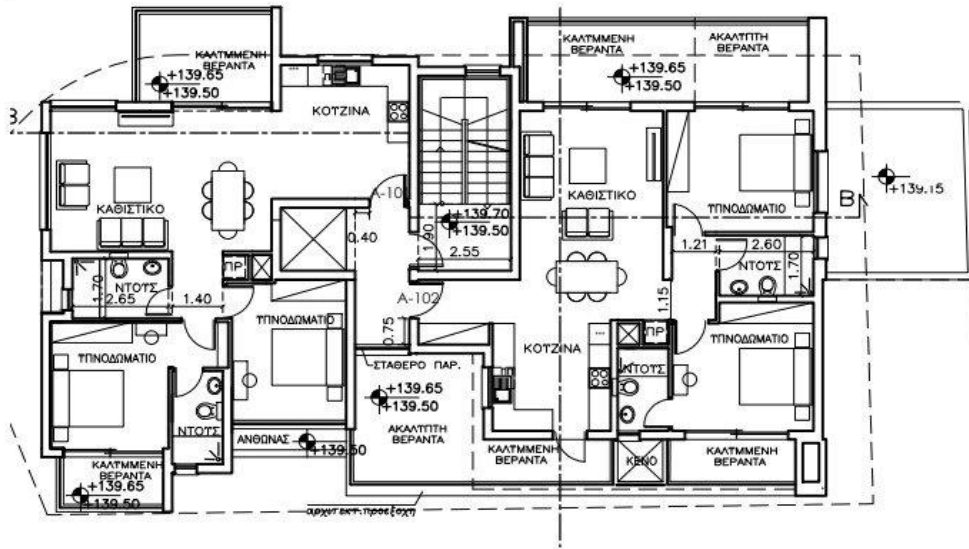 ΚΑΛΥΜΜΕΝΗ
ΒΕΡΑΝΤΑ
+139.65
+139.50
ΚΟΤΖΙΝΑ
ΚΑΛΥΜΜΕΝΗ
ΒΕΡΑΝΤΑ
ΑΚΑΛΥΠΤΗ
ΒΕΡΑΝΤΑ
+139.65
+139.50
B
ΚΑΘΙΣΤΙΚΟ
0.40
1.90
+139.70
+139.50
2.55
ΚΑΘΙΣΤΙΚΟ
ΥΠΝΟΔΩΜΑΤΙΟ
B
+139.15
1.70
2.65
ΝΤΟΥΣ
1.40
ΠΡ
A-102
0.75
1.21
2.60
ΝΤΟΥΣ
1.70
1.15
ΥΠΝΟΔΩΜΑΤΙΟ
ΥΠΝΟΔΩΜΑΤΙΟ
ΣΤΑΘΕΡΟ ΠΑΡ.
ΚΟΤΖΙΝΑ
ΠΡ
ΥΠΝΟΔΩΜΑΤΙΟ
ΝΤΟΥΣ
+139.65
+139.50
ΑΚΑΛΥΠΤΗ
ΒΕΡΑΝΤΑ
ΝΤΟΥΣ
ΑΝΘΩΝΑΣ
+139.50
ΚΑΛΥΜΜΕΝΗ
ΒΕΡΑΝΤΑ
ΚΕΝΟ
ΚΑΛΥΜΜΕΝΗ
ΒΕΡΑΝΤΑ
ΚΑΛΥΜΜΕΝΗ
ΒΕΡΑΝΤΑ
+139.65
+139.50
αρχιτεκτ.προεξοχη